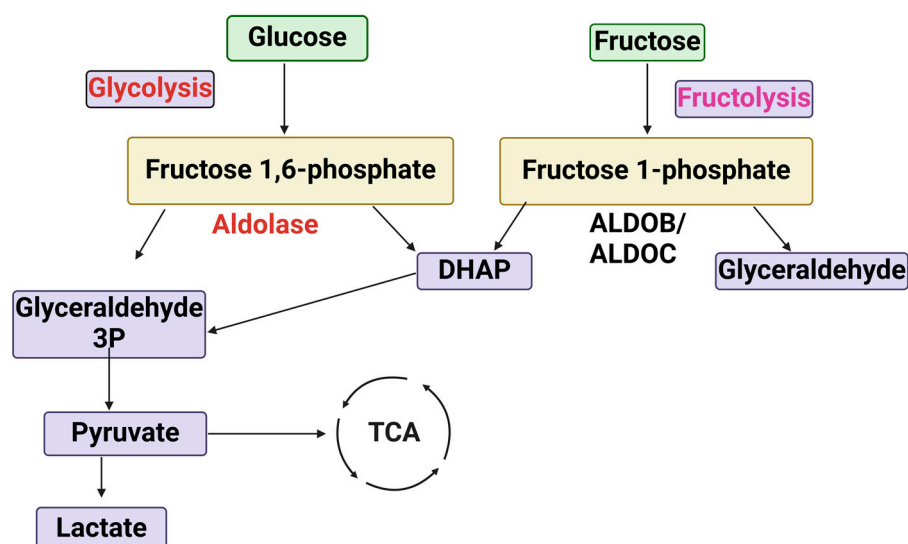 Glucose
Fructose
Glycolysis
Fructolysis
Fructose 1,6-phosphate
Fructose 1-phosphate
Aldolase
ALDOB/
ALDOC
DHAP
Glyceraldehyde
Glyceraldehyde
3P
Pyruvate
TCA
Lactate